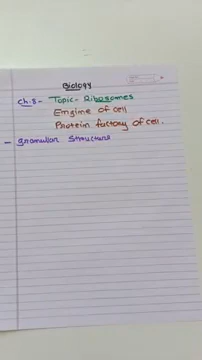 Biology
Ch-8- Topic- Ribosomes
Engine of cell
Protein factory of cell.
- granular Structure